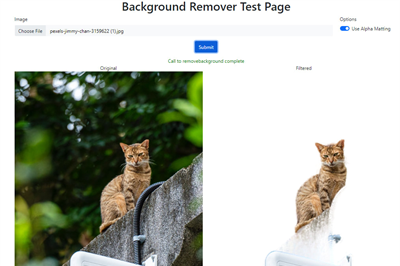 Background Remover Test Page
Image
Options
Choose File pexels-jimmy-chan-3159622 (1).jpg
Use Alpha Matting
Submit
Call to removebackground complete
Original
Filtered